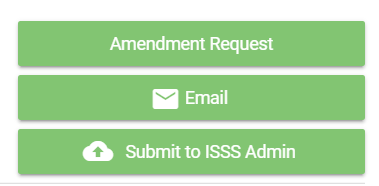 Amendment Request
Email
Submit to ISSS Admin